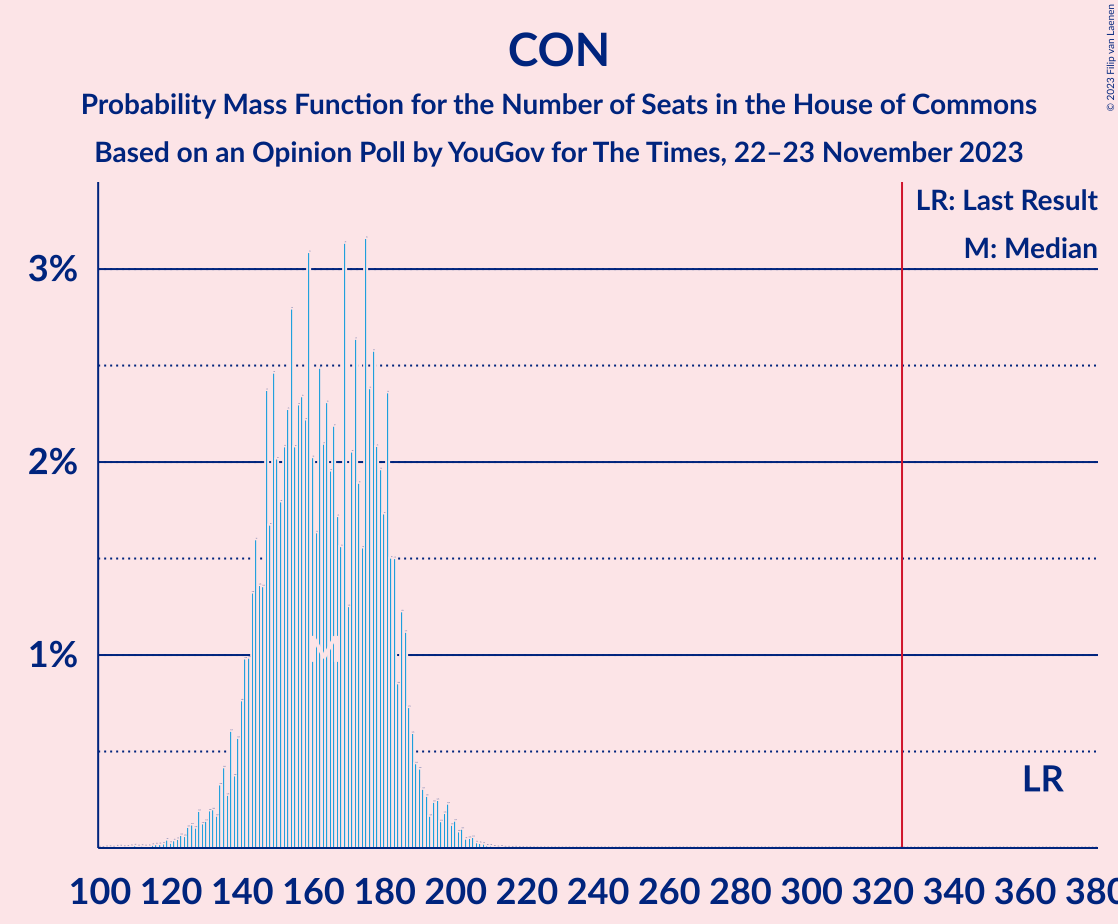 CON
Probability Mass Function for the Number of Seats in the House of Commons
Based on an Opinion Poll by YouGov for The Times, 22–23 November 2023
© 2023 Filip van Laenen
LR: Last Result
M: Median
3%
2%
1%
M
LR
100 120 140 160 180 200 220 240 260 280 300 320 340 360 380